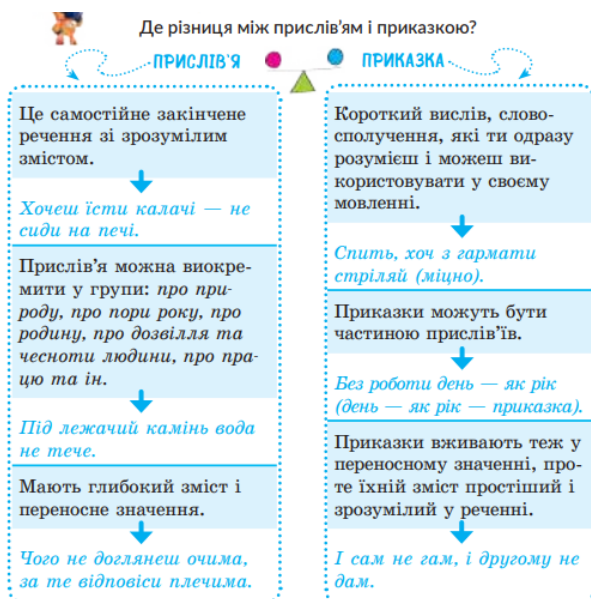 Де різниця між прислів'ям і приказкою?
ПРИСЛІВ'Я
ПРИКАЗКА
Це самостійне закінчене
речення зі зрозумілим
змістом.
Хочеш їсти калачі — не
сиди на печі.
Прислів'я можна виокре-
мити у групи: про при-
роду, про пори року, про
родину, про дозвілля та
чесноти людини, про пра-
цю та ін.
Під лежачий камінь вода
не тече.
Мають глибокий зміст і
переносне значення.
Чого не доглянеш очима,
за те відповіси плечима.
Короткий вислів, слово-
сполучення, які ти одразу
розумієш і можеш ви-
користовувати у своєму
мовленні.
Спить, хоч з гармати
стріляй (міцно).
Приказки можуть бути
частиною прислів'їв.
Без роботи день — як рік
(день — як рік — приказка).
Приказки вживають теж у
переносному значенні, про-
те їхній зміст простіший і
зрозумілий у реченні.
І сам не гам, і другому не
дам.